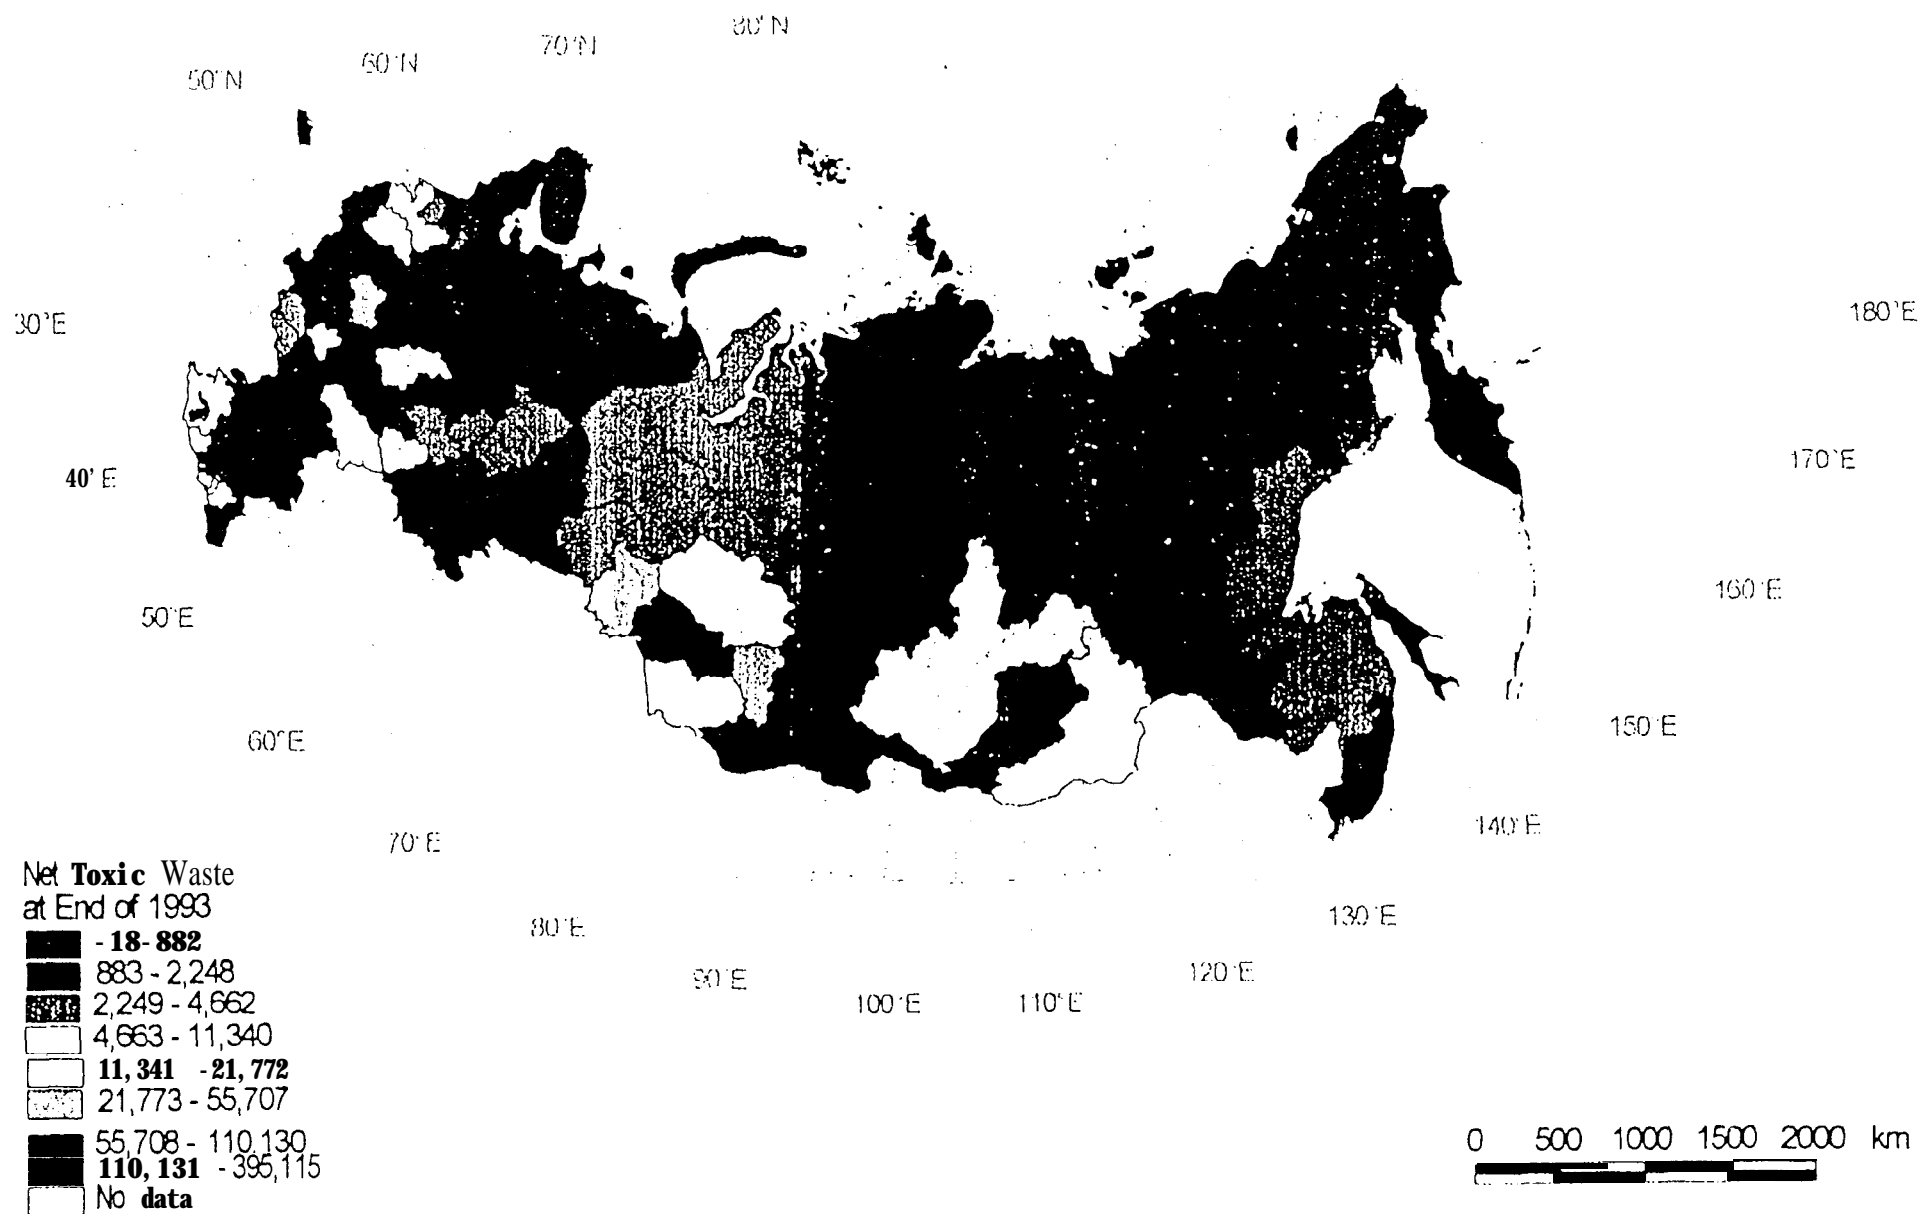 80°N
70°N
60°N
50°N
30°E
180°E
170°E
40' E
160°E
50°E
150°E
60°E
140°E
70°E
130°E
80°E
120°E
90°E
100°E
110°E
Net Toxic Waste
at End of 1993
-18-882
883 - 2,248
2,249 - 4,662
4,663 - 11,340
11, 341 -21, 772
21,773 - 55,707
55,708 - 110,130
110, 131 - 395,115
No data
0 500 1000 1500 2000 km